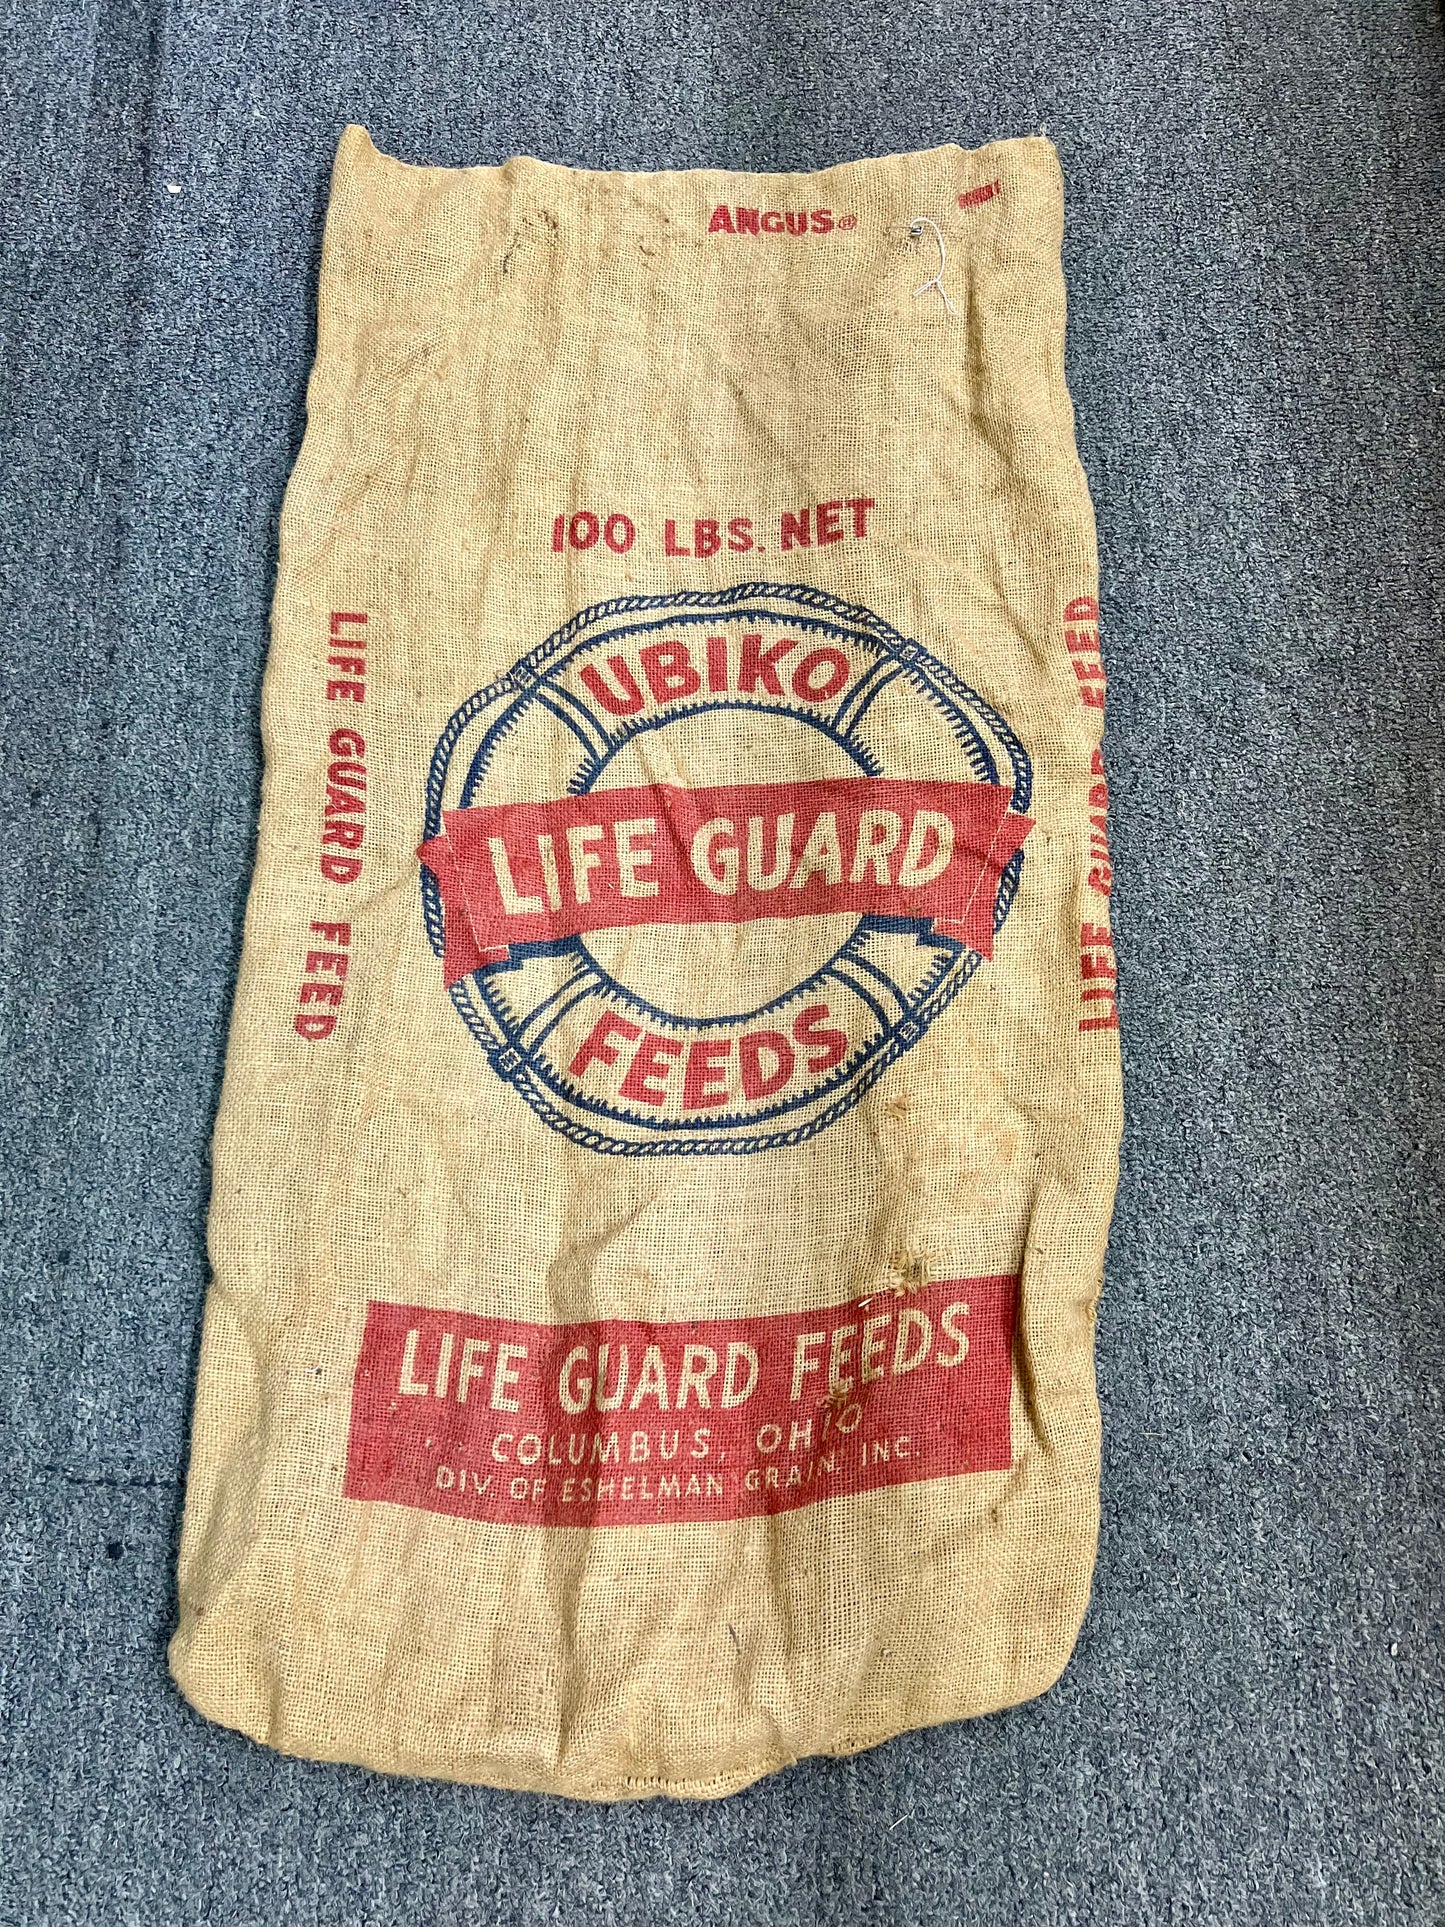 ANGUS®
100 LBS. NET
UBIKO
LIFE GUARD
FEEDS
LIFE GUARD FEED
LIFE GUARD FEED
LIFE GUARD FEEDS
COLUMBUS, OHIO
DIV. OF ESHELMAN GRAIN, INC.